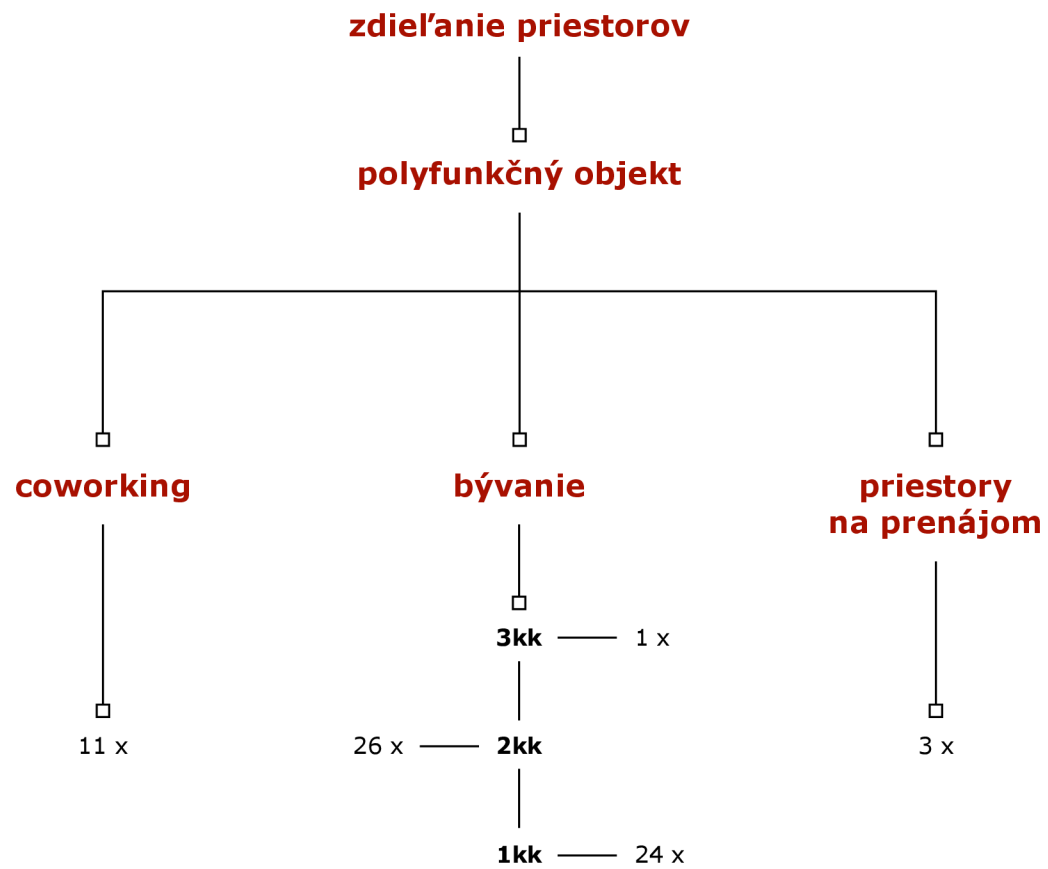 zdieľanie priestorov
polyfunkčný objekt
coworking
bývanie
priestory
na prenájom
3kk
1 x
11 x
26 x
2kk
3 x
1kk
24 x